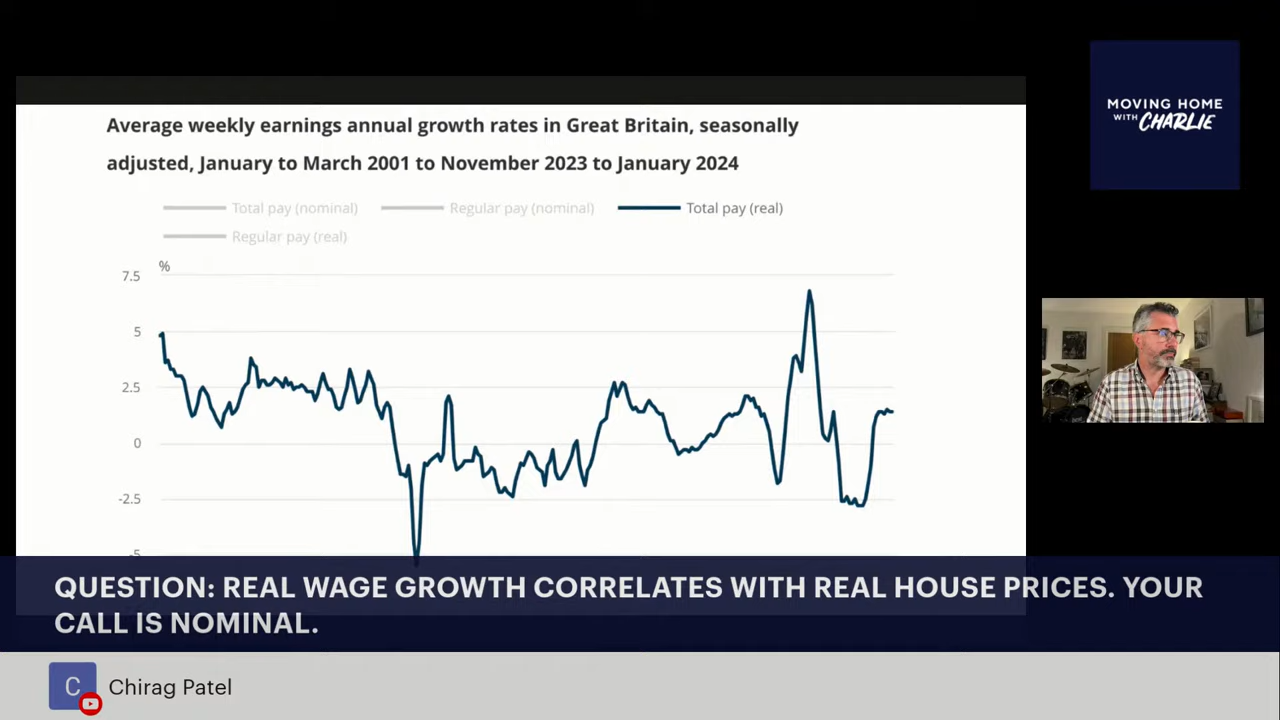 MOVING HOME
WITH CHARLIE
Average weekly earnings annual growth rates in Great Britain, seasonally
adjusted, January to March 2001 to November 2023 to January 2024
Total pay (nominal) Regular pay (nominal) Total pay (real)
Regular pay (real)
%
7.5
5
2.5
0
-2.5
-5
QUESTION: REAL WAGE GROWTH CORRELATES WITH REAL HOUSE PRICES. YOUR
CALL IS NOMINAL.
C Chirag Patel